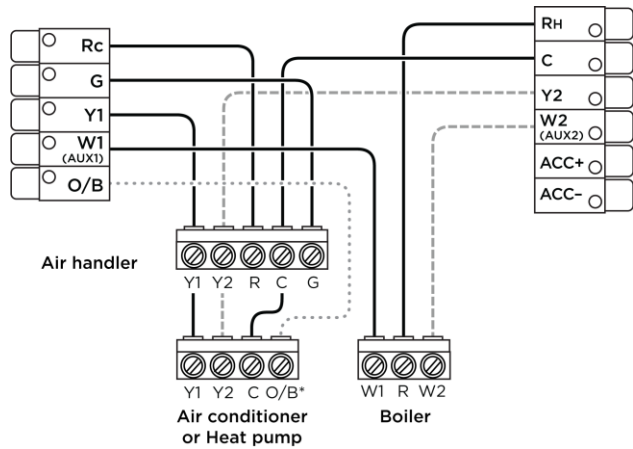 Rc
G
Y1
W1
(AUX1)
O/B
RH
C
Y2
W2
(AUX2)
ACC+
ACC-
Air handler
Y1 Y2 R C G
Y1 Y2 C O/B*
Air conditioner
or Heat pump
W1 R W2
Boiler